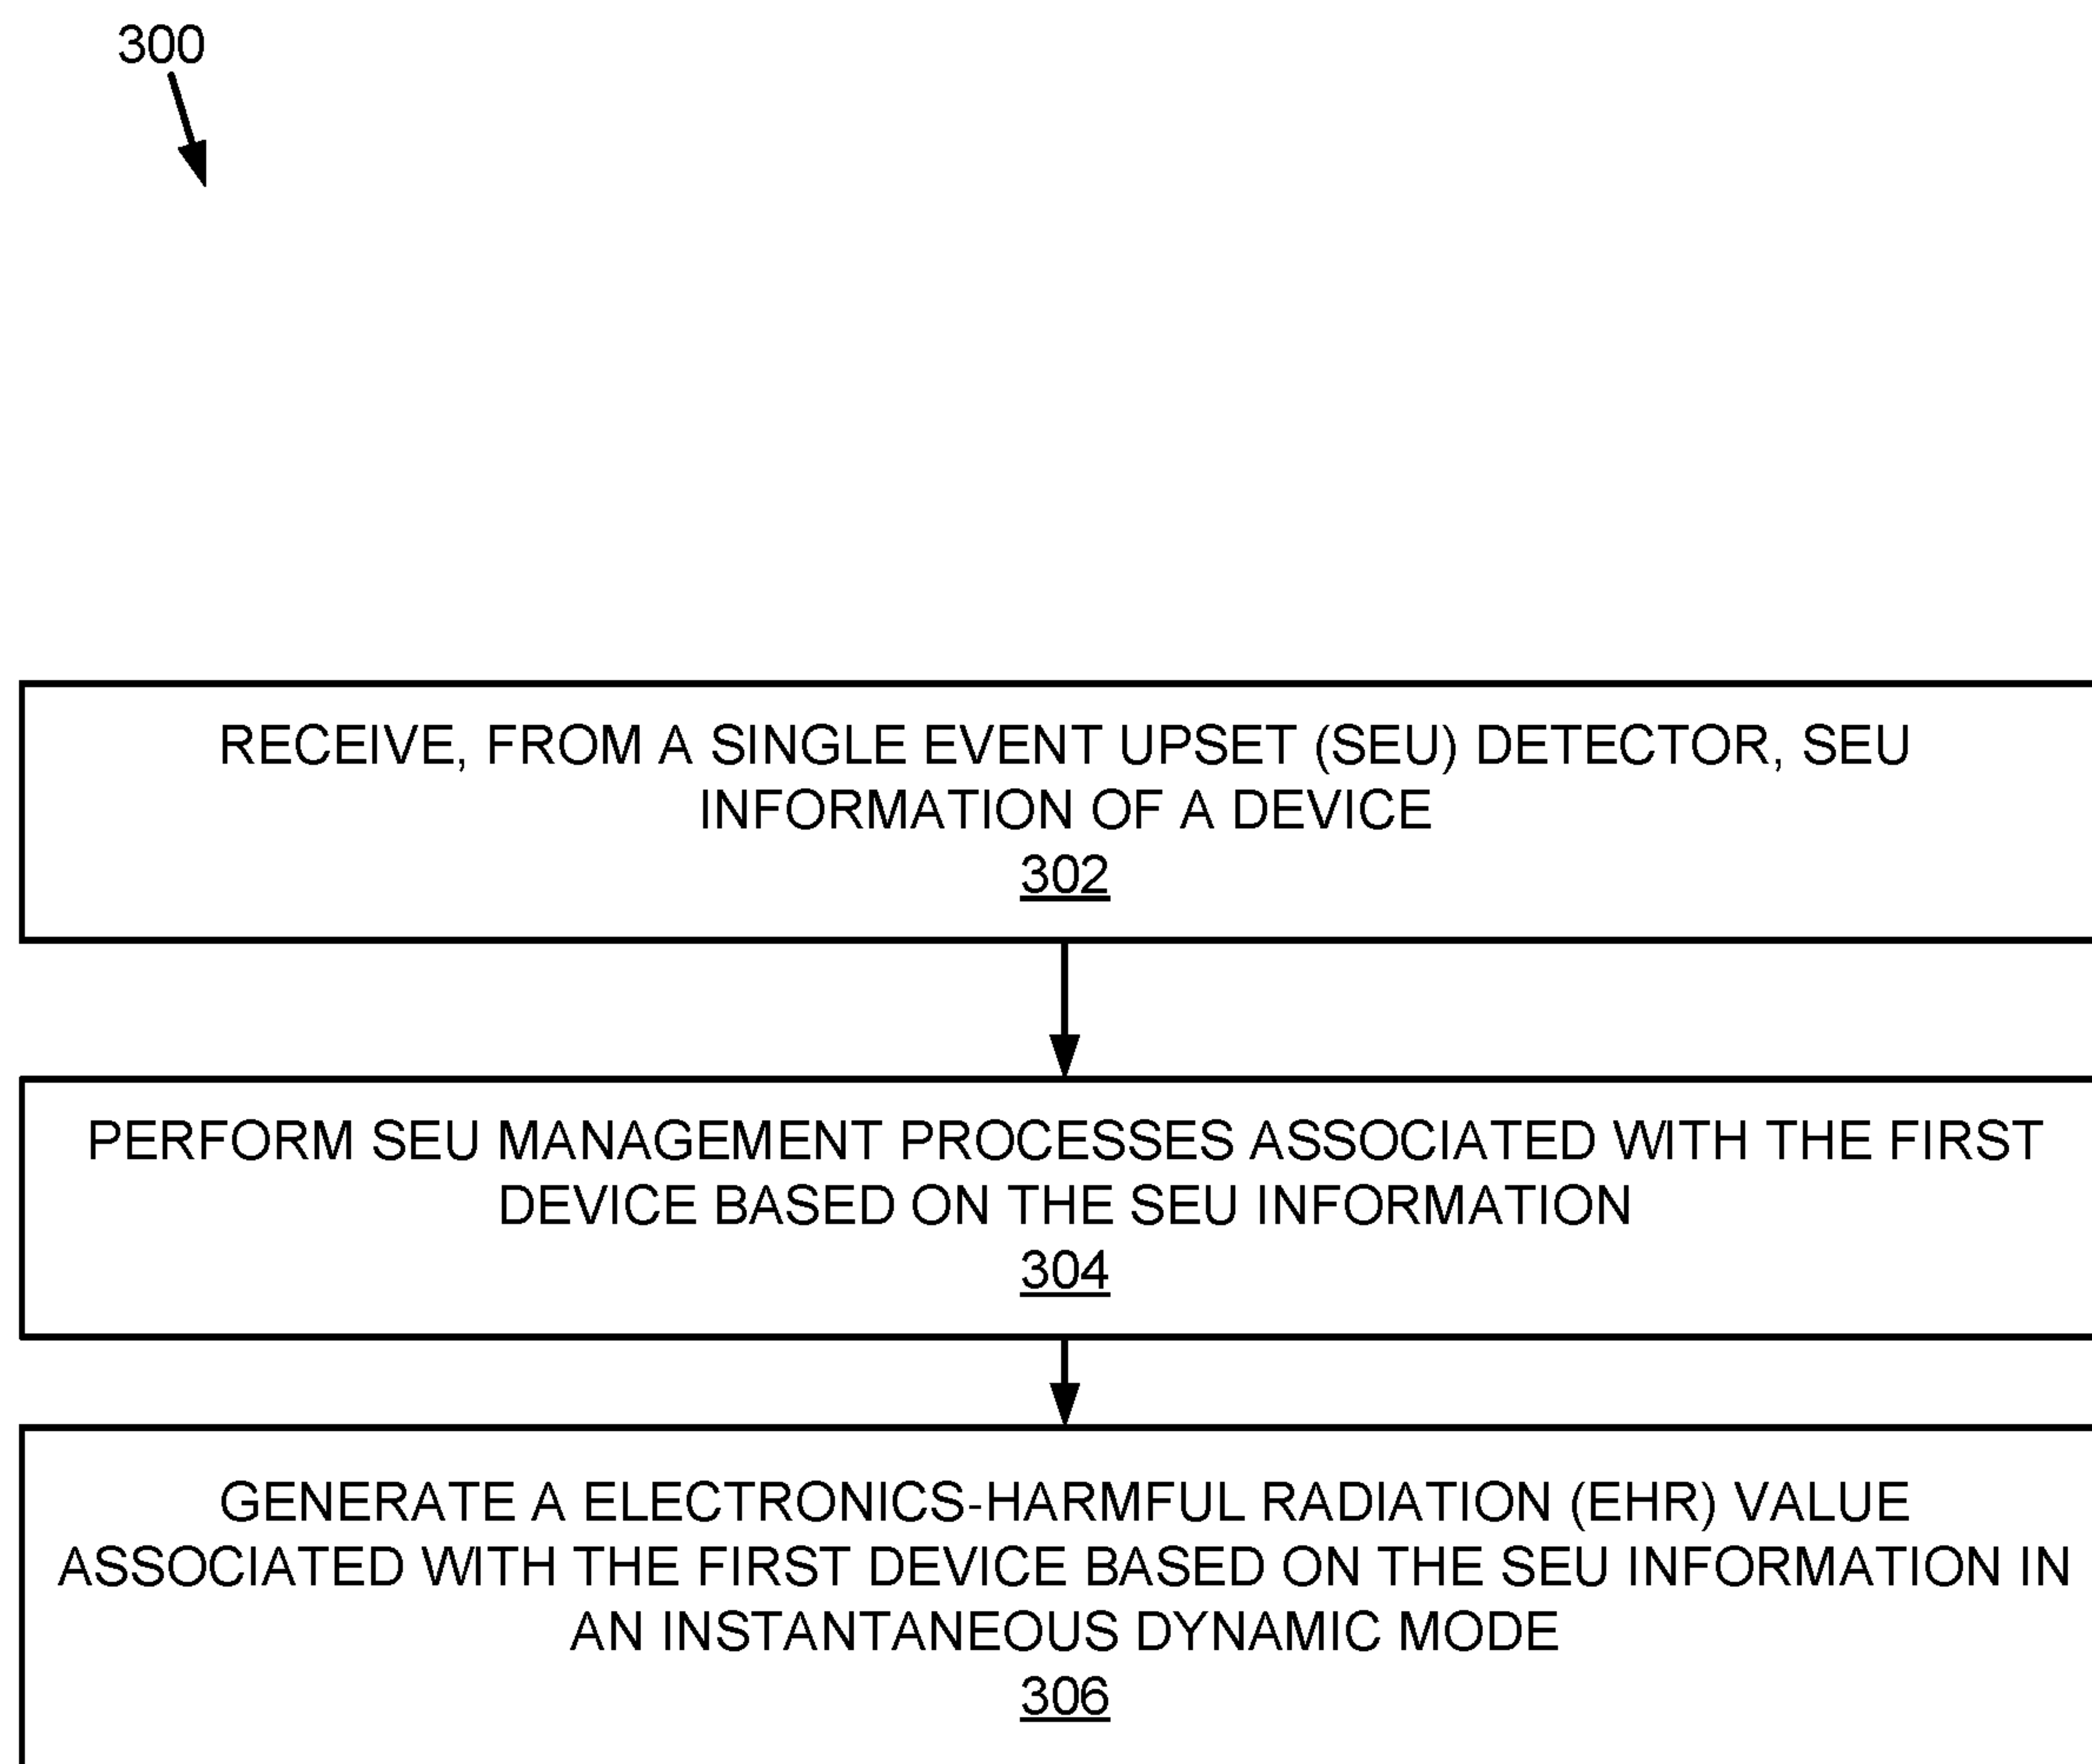 300
RECEIVE, FROM A SINGLE EVENT UPSET (SEU) DETECTOR, SEU
INFORMATION OF A DEVICE
302
PERFORM SEU MANAGEMENT PROCESSES ASSOCIATED WITH THE FIRST
DEVICE BASED ON THE SEU INFORMATION
304
GENERATE A ELECTRONICS-HARMFUL RADIATION (EHR) VALUE
ASSOCIATED WITH THE FIRST DEVICE BASED ON THE SEU INFORMATION IN
AN INSTANTANEOUS DYNAMIC MODE
306